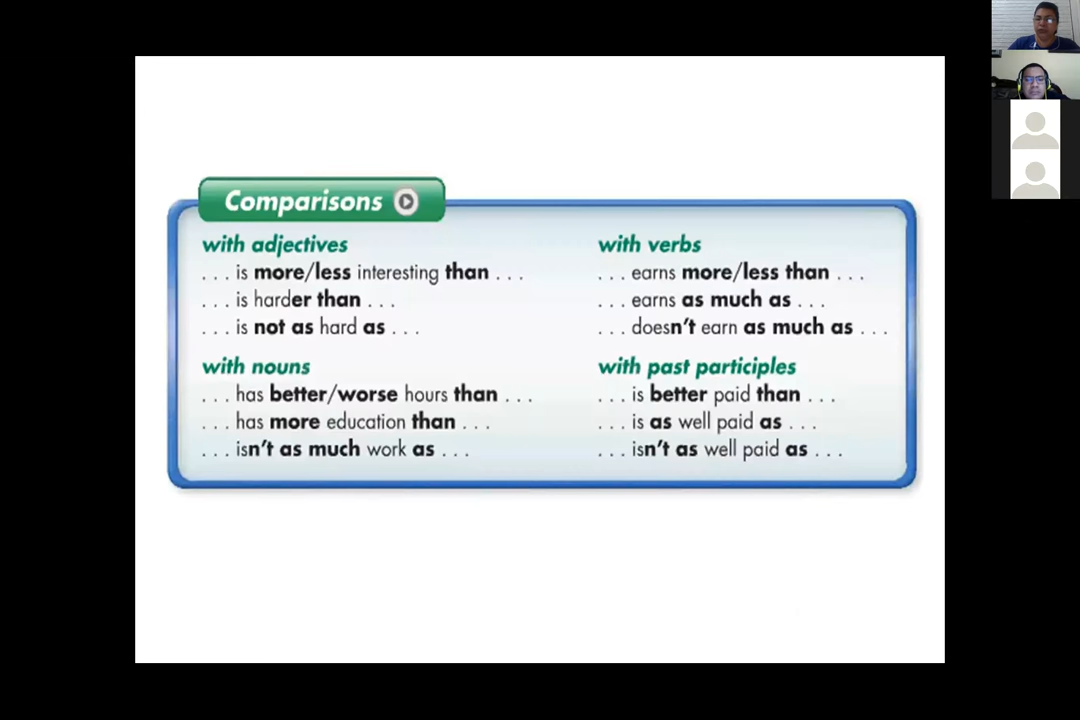 Comparisons
with adjectives
. . . is more/less interesting than . . .
. . . is harder than . . .
. . . is not as hard as . . .
with nouns
. . . has better/worse hours than . . .
. . . has more education than . . .
. . . isn't as much work as . . .
with verbs
. . . earns more/less than . . .
. . . earns as much as . . .
. . . doesn't earn as much as . . .
with past participles
. . . is better paid than . . .
. . . is as well paid as . . .
. . . isn't as well paid as . . .